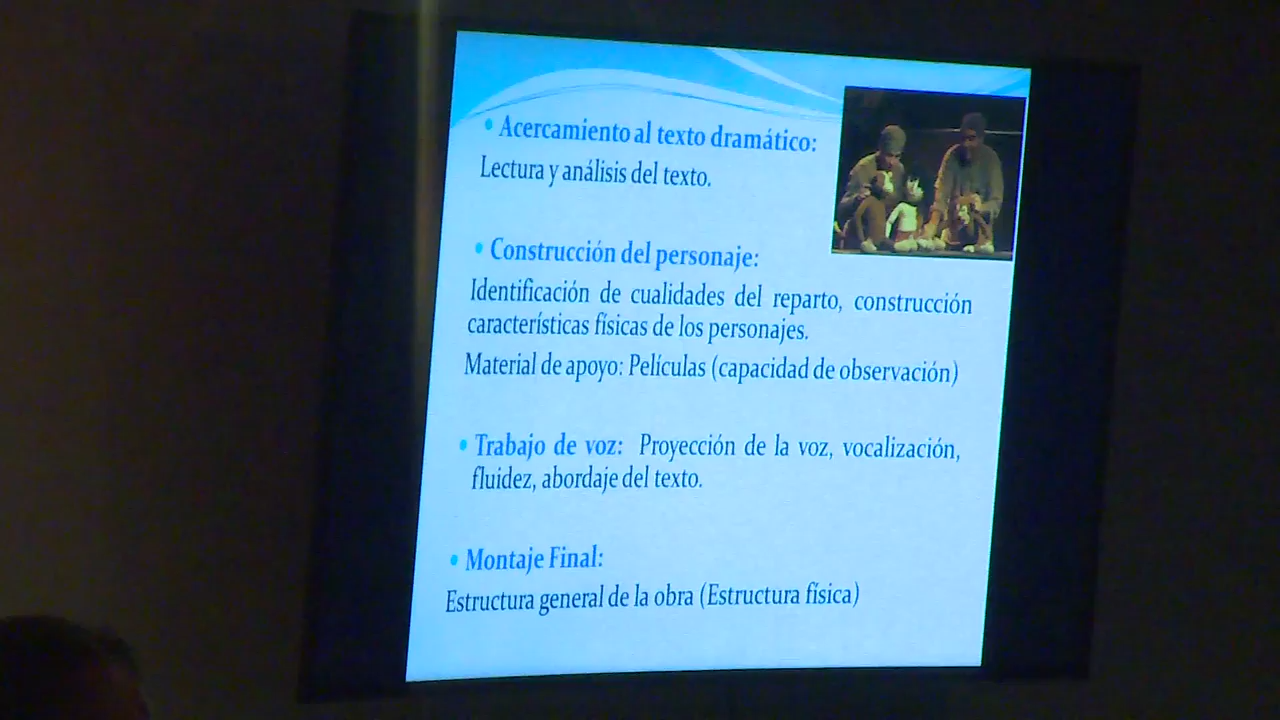 • Acercamiento al texto dramático:
Lectura y análisis del texto.
• Construcción del personaje:
Identificación de cualidades del reparto, construcción
características físicas de los personajes.
Material de apoyo: Películas (capacidad de observación)
• Trabajo de voz: Proyección de la voz, vocalización,
fluidez, abordaje del texto.
• Montaje Final:
Estructura general de la obra (Estructura física)